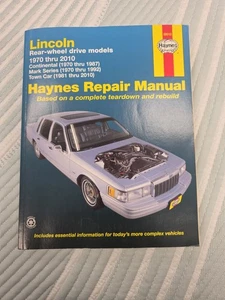 Lincoln
Rear-wheel drive models
1970 thru 2010
Continental (1970 thru 1987)
Mark Series (1970 thru 1992)
Town Car (1981 thru 2010)
Haynes
Haynes Repair Manual
Based on a complete teardown and rebuild
Includes essential information for today's more complex vehicles